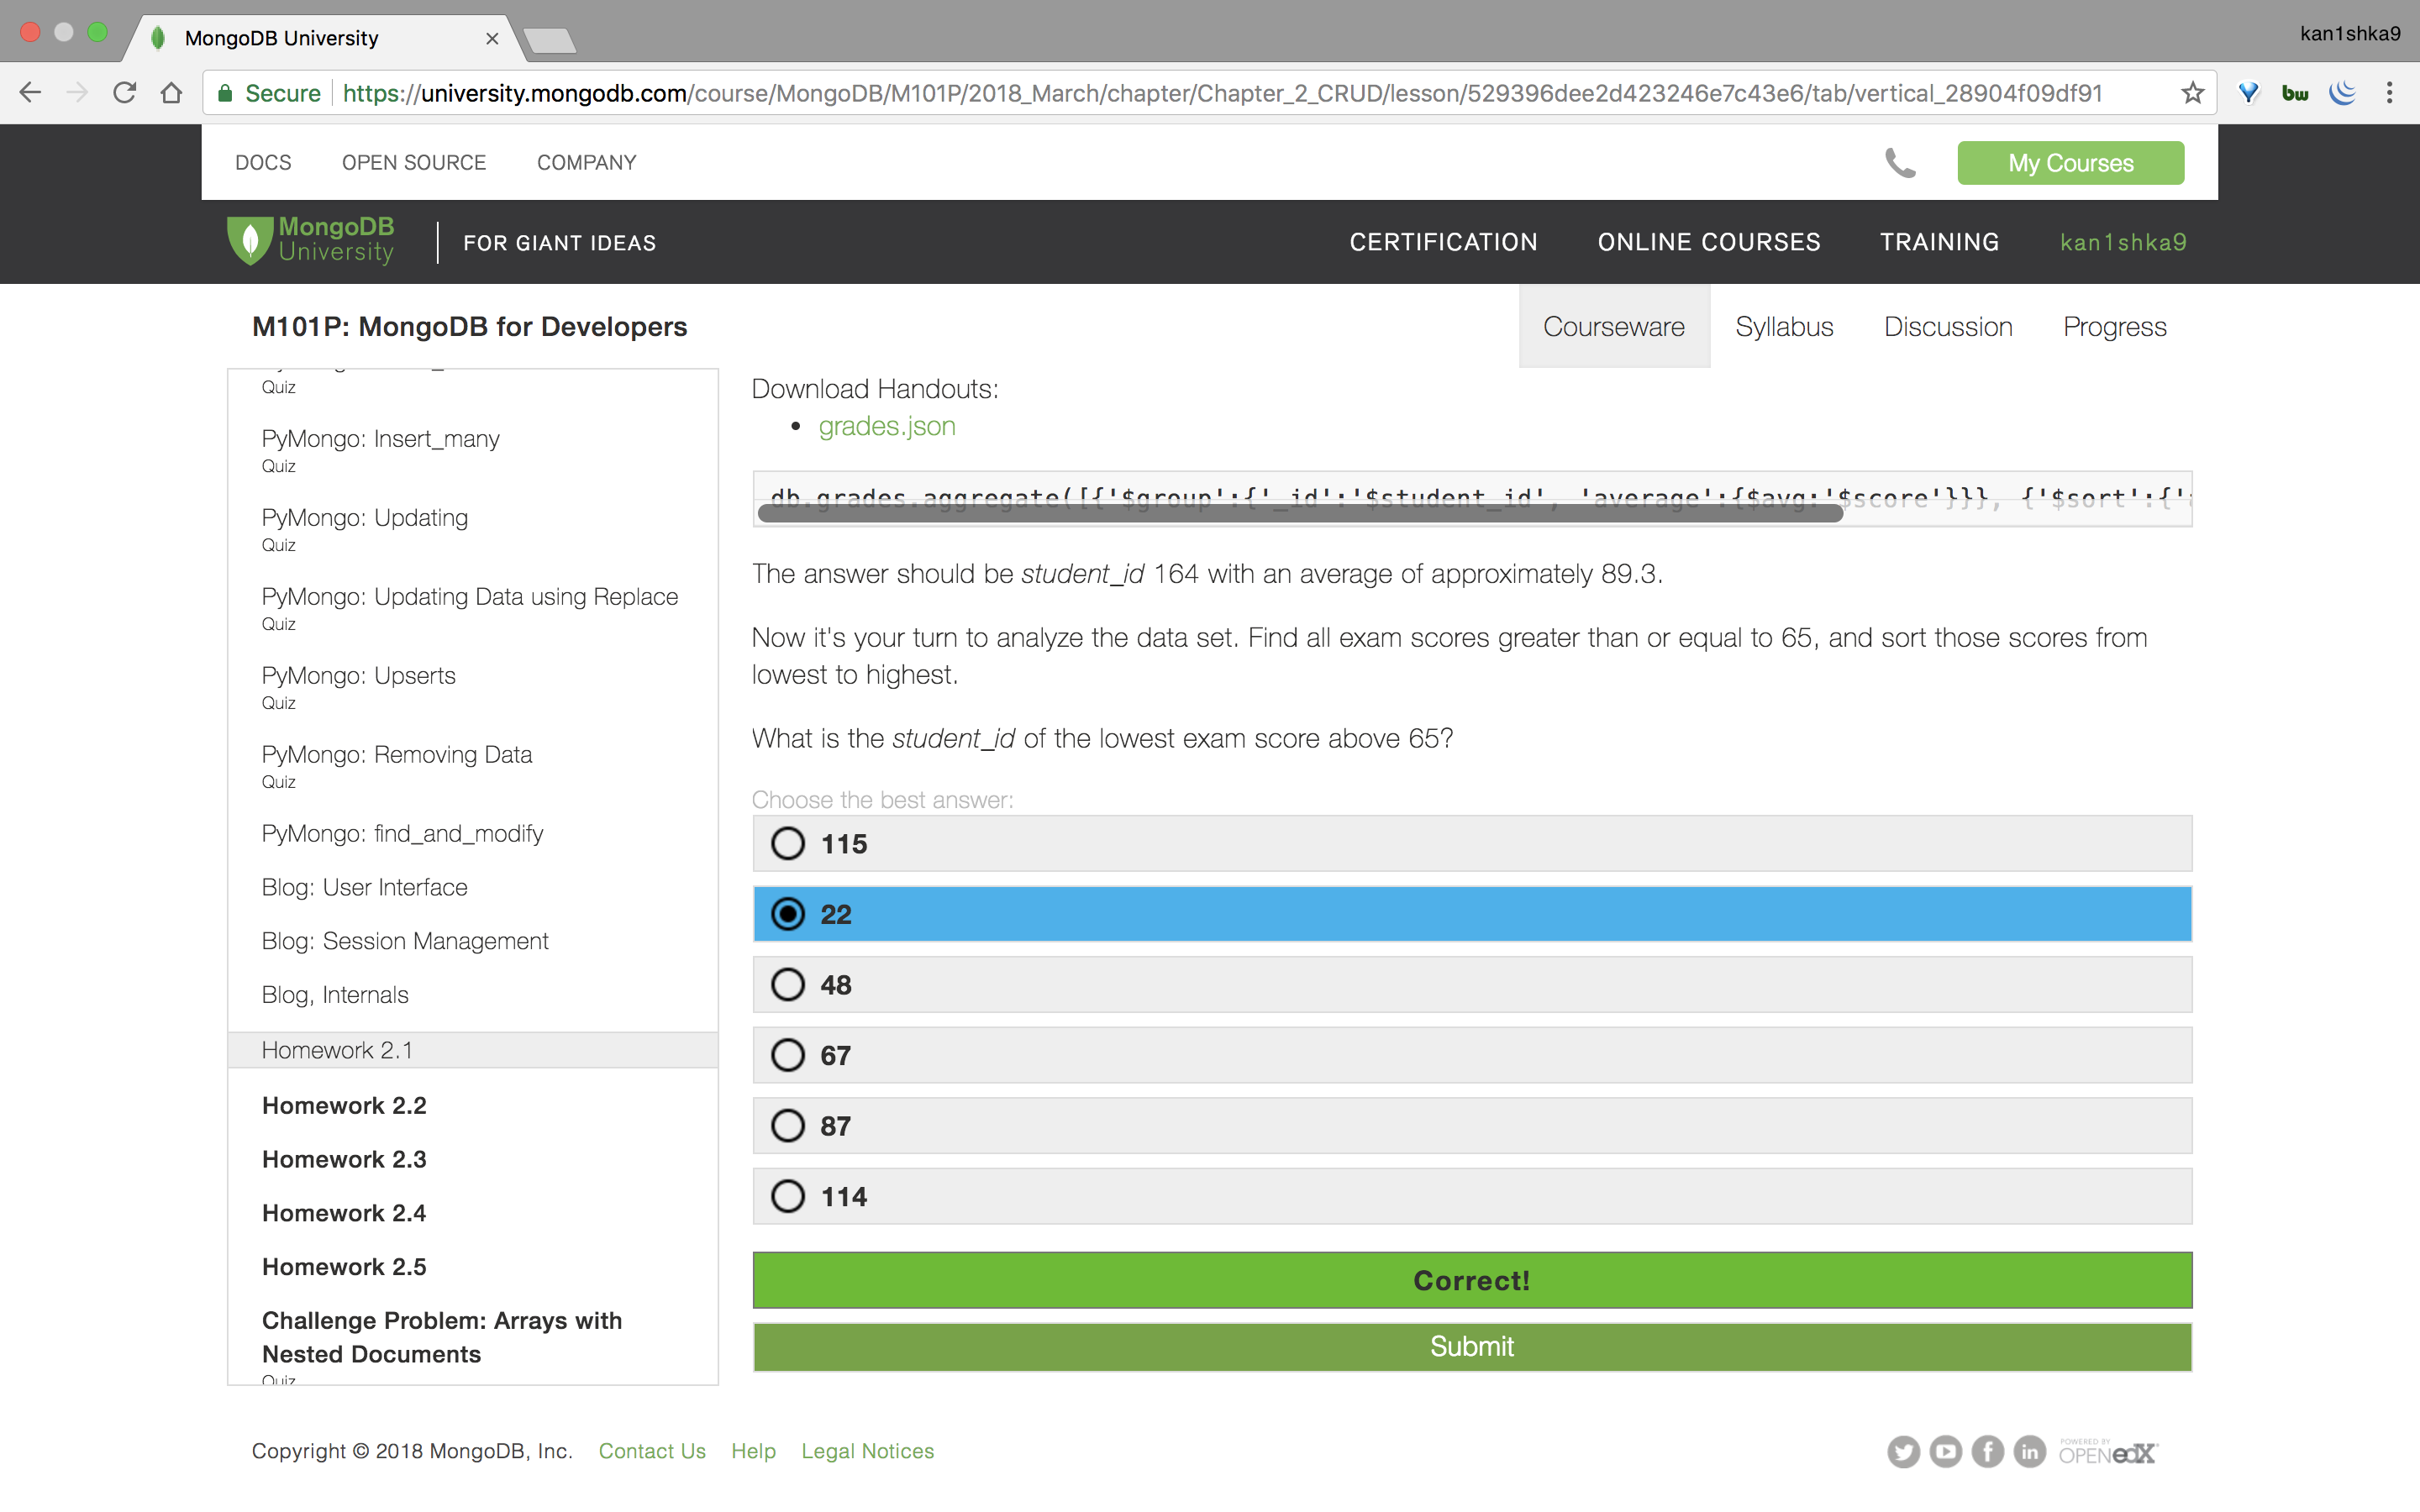 MongoDB University
kan1shka9
Secure https://university.mongodb.com/course/MongoDB/M101P/2018_March/chapter/Chapter_2_CRUD/lesson/529396dee2d423246e7c43e6/tab/vertical_28904f09df91
bw
DOCS OPEN SOURCE COMPANY My Courses
MongoDB University FOR GIANT IDEAS CERTIFICATION ONLINE COURSES TRAINING kan1shka9
M101P: MongoDB for Developers Courseware Syllabus Discussion Progress
Quiz
PyMongo: Insert_many
Quiz
PyMongo: Updating
Quiz
PyMongo: Updating Data using Replace
Quiz
PyMongo: Upserts
Quiz
PyMongo: Removing Data
Quiz
PyMongo: find_and_modify
Blog: User Interface
Blog: Session Management
Blog, Internals
Homework 2.1
Homework 2.2
Homework 2.3
Homework 2.4
Homework 2.5
Challenge Problem: Arrays with
Nested Documents
Quiz
Download Handouts:
• grades.json
db.grades.aggregate([{'$group':{'_id':'$student_id', 'average':{$avg:'$score'}}}, {'$sort':{'
The answer should be student_id 164 with an average of approximately 89.3.
Now it's your turn to analyze the data set. Find all exam scores greater than or equal to 65, and sort those scores from
lowest to highest.
What is the student_id of the lowest exam score above 65?
Choose the best answer:
115
22
48
67
87
114
Correct!
Submit
Copyright © 2018 MongoDB, Inc. Contact Us Help Legal Notices
POWERED BY
OPEN edX